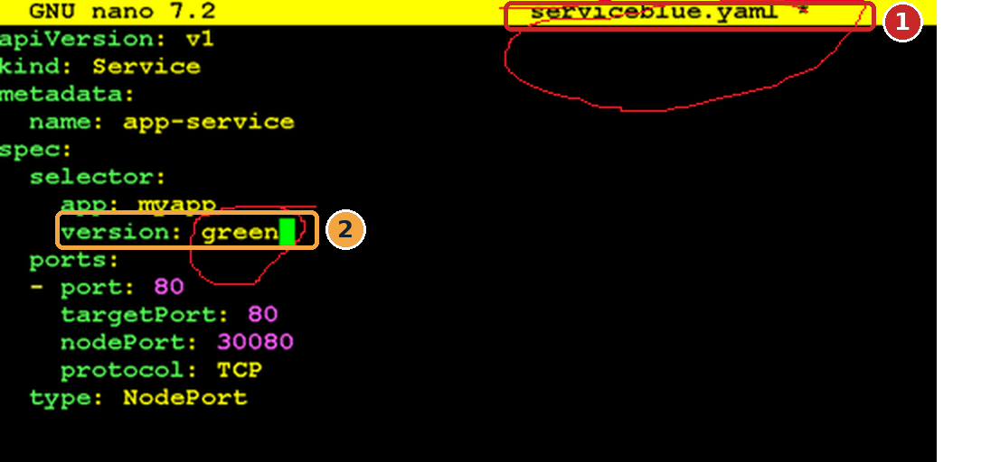 GNU nano 7.2 serviceblue.yaml *
1
apiVersion: v1
kind: Service
metadata:
  name: app-service
spec:
  selector:
    app: myapp
    version: green
2
  ports:
  - port: 80
    targetPort: 80
    nodePort: 30080
    protocol: TCP
  type: NodePort